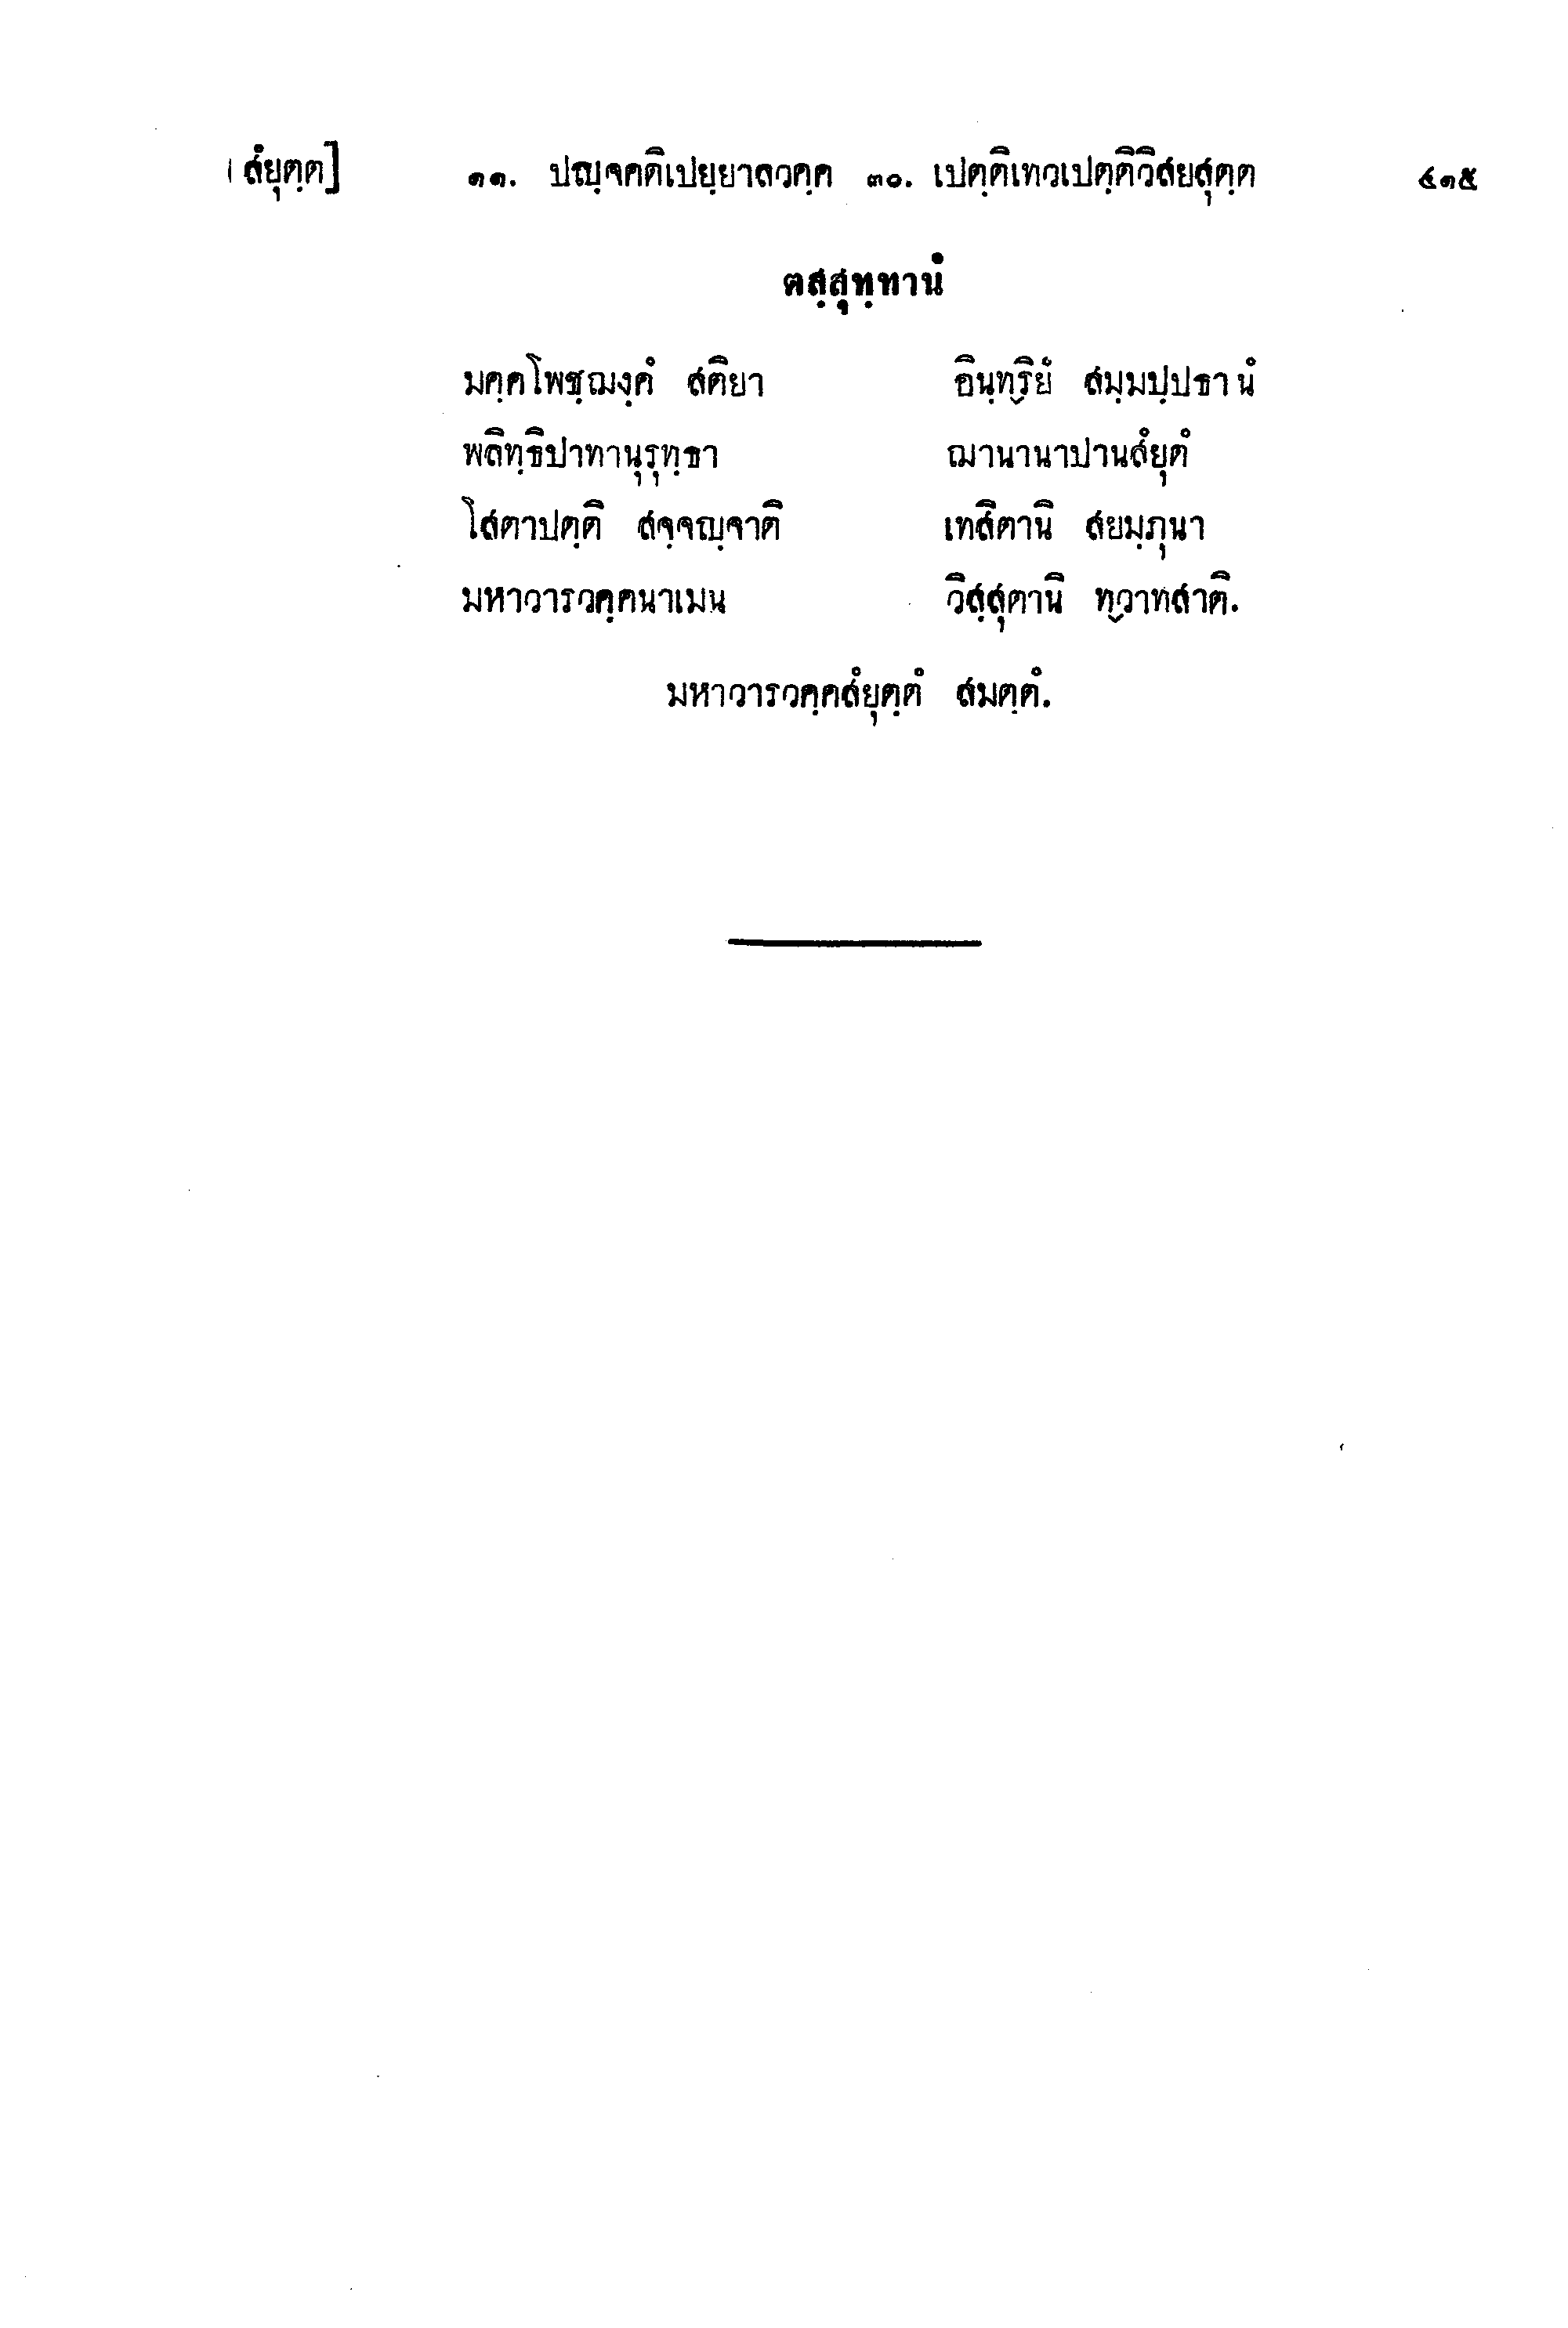 สํยุตฺต] ๑๑. ปญฺจคติเปยฺยาลวคฺค ๓๐. เปตฺติเทวเปตฺติวิสยสุตฺต ๔๑๕
ตสฺสุทฺทานํ
มคฺคโพชฺฌงฺคํ สติยา อินฺทฺริยํ สมฺมปฺปธานํ
พลิทฺธิปาทานุรุทฺธา ฌานานาปานสํยุตํ
โสตาปตฺติ สจฺจญฺจาติ เทสิตานิ สยมฺภุนา
มหาวารวคฺคนาเมน วิสฺสุตานิ ทฺวาทสาติ.
มหาวารวคฺคสํยุตฺตํ สมตฺตํ.